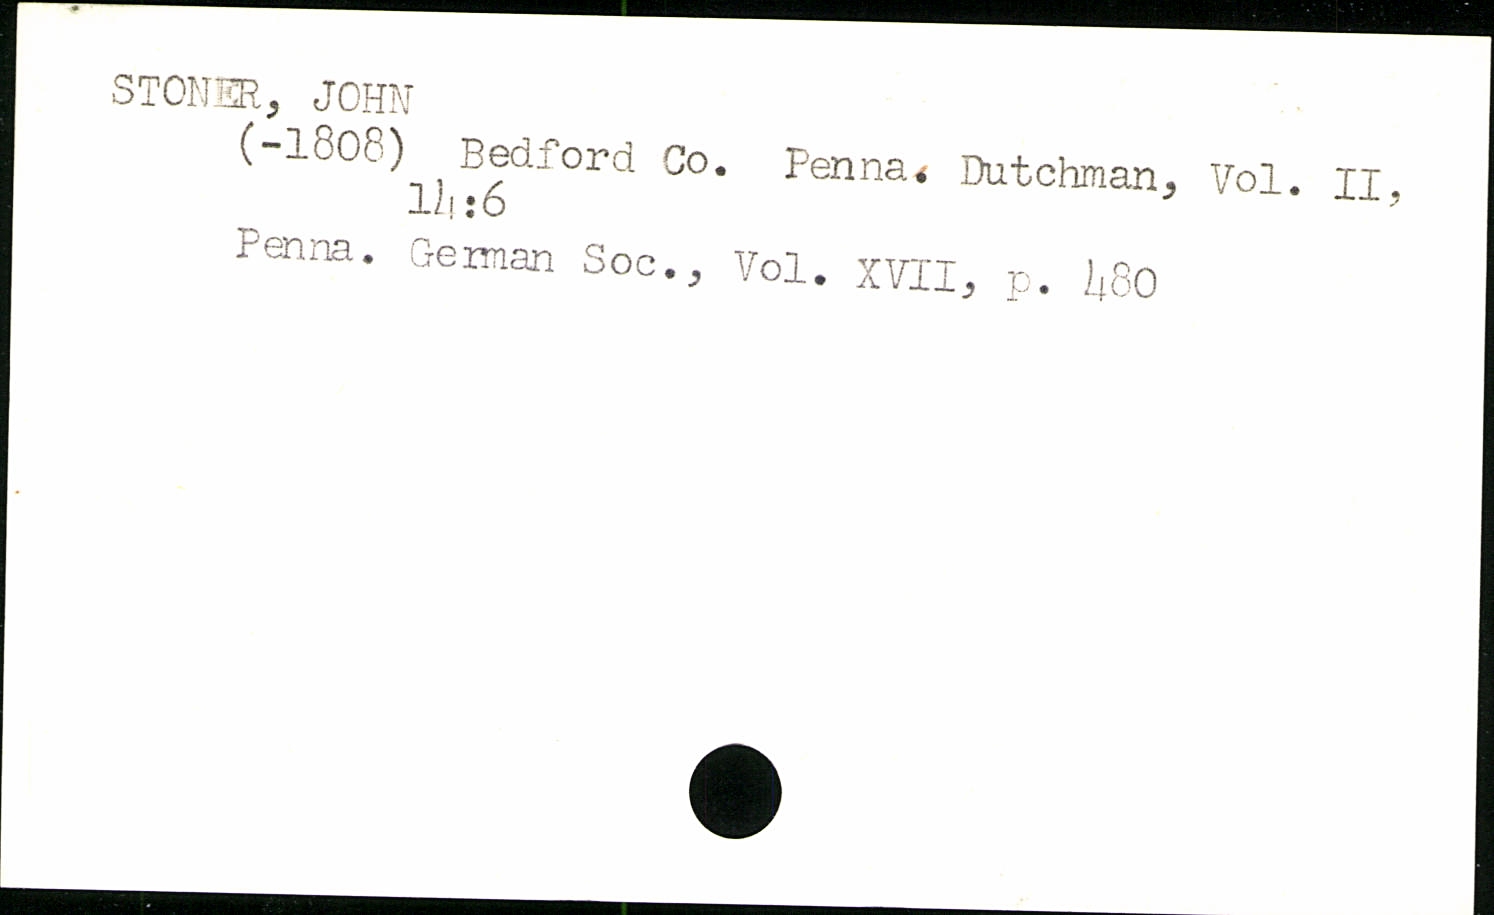 STONER, JOHN
(-1808) Bedford Co. Penna. Dutchman, Vol. II,
14:6
Penna. German Soc., Vol. XVII, p. 480